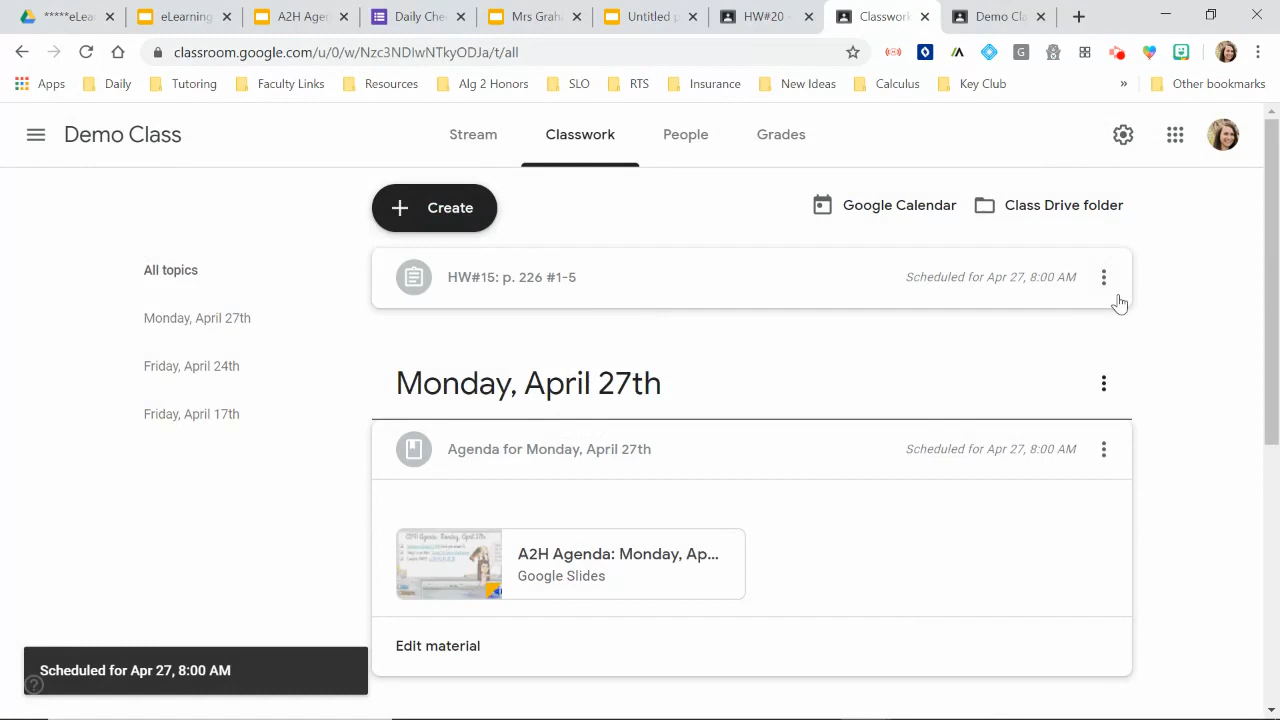 *****eLea
eLearning
A2H Agen
Daily Che
Mrs Grah
Untitled p
HW#20 -
Classwork
Demo Cla
classroom.google.com/u/0/w/Nzc3NDIwNTkyODJa/t/all
Apps
Daily
Tutoring
Faculty Links
Resources
Alg 2 Honors
SLO
RTS
Insurance
New Ideas
Calculus
Key Club
»
Other bookmarks
Demo Class
Stream
Classwork
People
Grades
Create
Google Calendar
Class Drive folder
All topics
Monday, April 27th
Friday, April 24th
Friday, April 17th
HW#15: p. 226 #1-5
Scheduled for Apr 27, 8:00 AM
Monday, April 27th
Agenda for Monday, April 27th
Scheduled for Apr 27, 8:00 AM
A2H Agenda: Monday, Ap...
Google Slides
Edit material
Scheduled for Apr 27, 8:00 AM